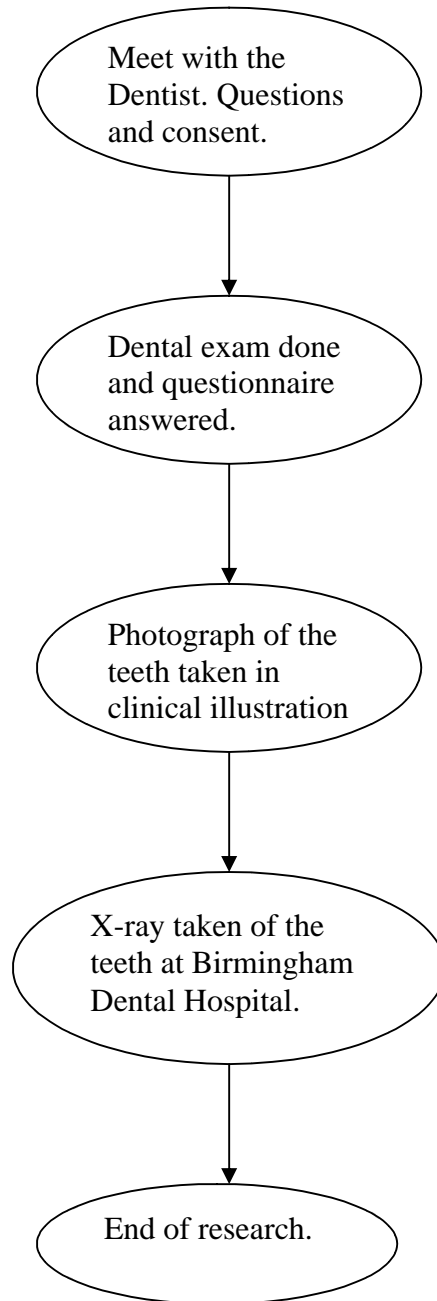 Meet with the
Dentist. Questions
and consent.
Dental exam done
and questionnaire
answered.
Photograph of the
teeth taken in
clinical illustration
X-ray taken of the
teeth at Birmingham
Dental Hospital.
End of research.